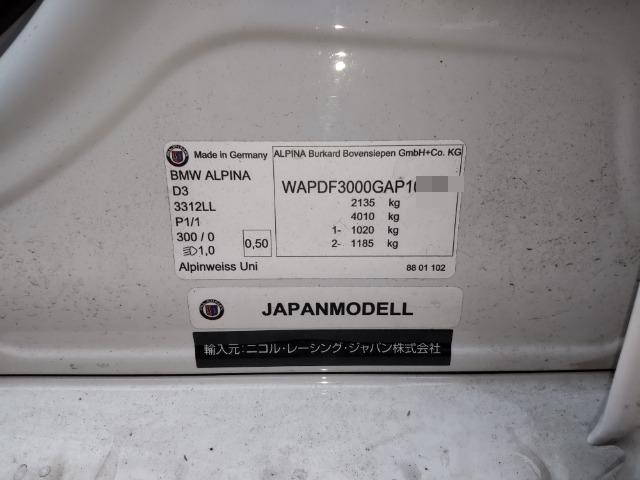 Made in Germany
BMW ALPINA
D3
3312LL
P1/1
300 / 0
1,0
0,50
Alpinweiss Uni
ALPINA Burkard Bovensiepen GmbH+Co. KG
WAPDF3000GAP10
2135 kg
4010 kg
1- 1020 kg
2- 1185 kg
88 01 102
JAPANMODELL
輸入元:ニコル・レーシング・ジャパン株式会社